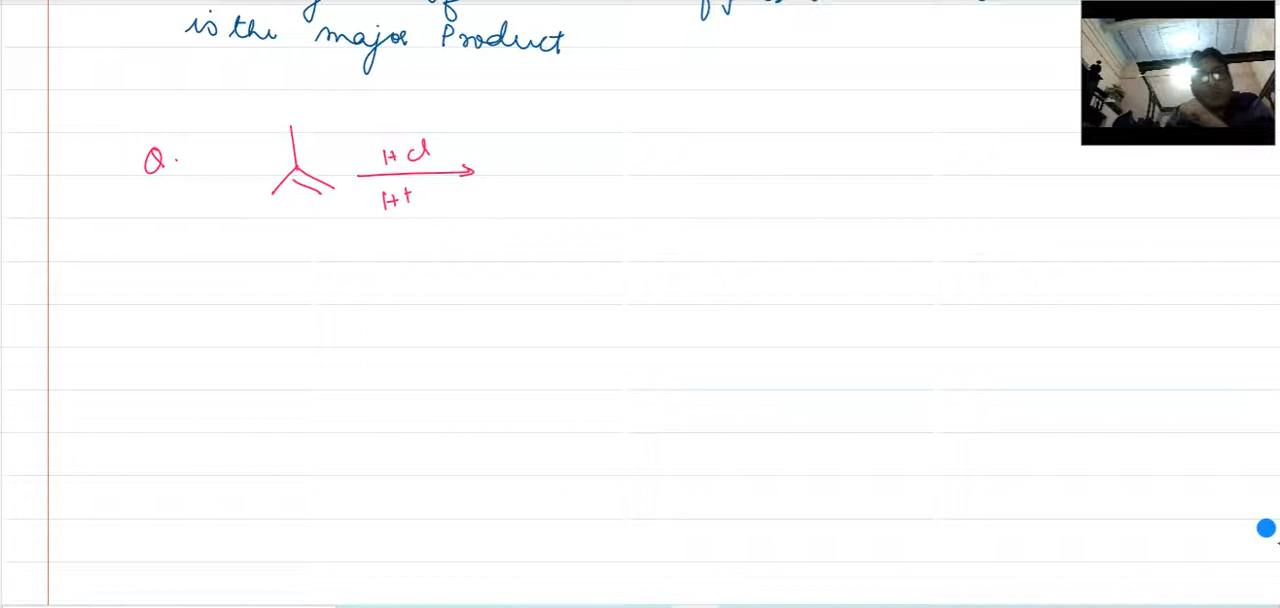 is the major Product
Q.
HCl
H+